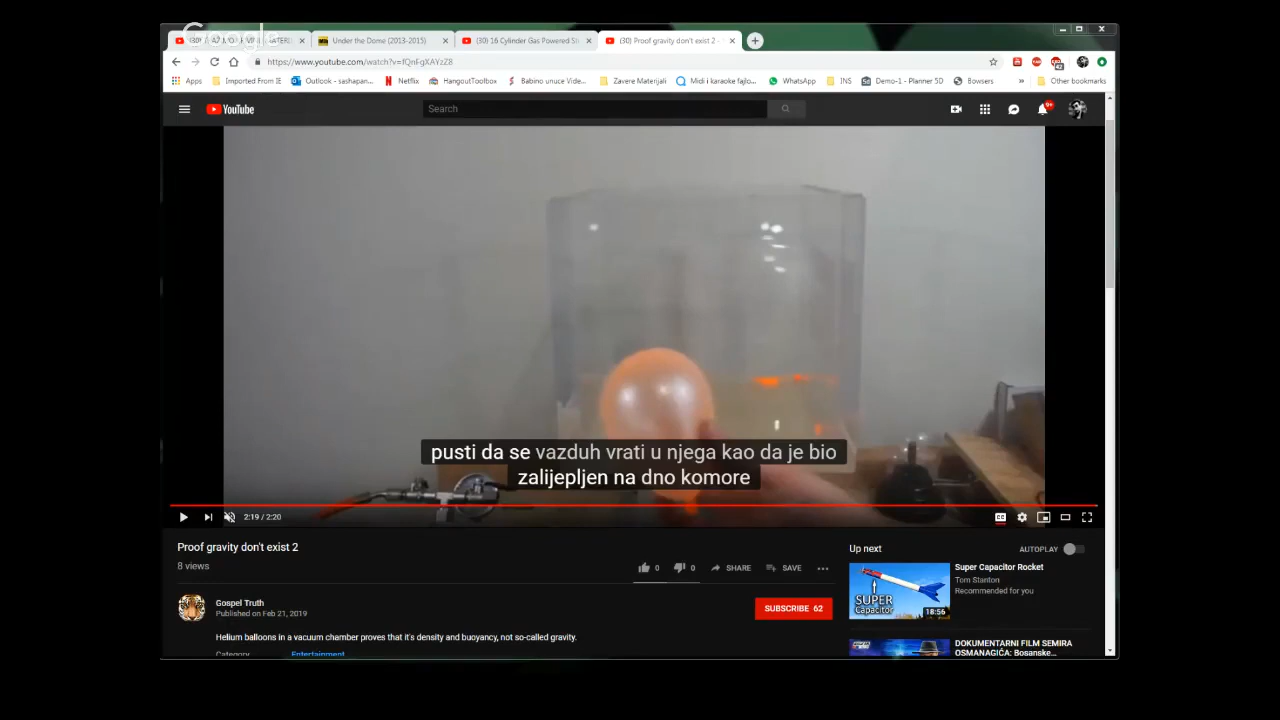 Google
Under the Dome (2013-2015)
(30) 16 Cylinder Gas Powered Sli
(30) Proof gravity don't exist 2 -
https://www.youtube.com/watch?v=fQnFgXAYzZ8
Apps
Imported From IE
Outlook - sashapan...
Netflix
HangoutToolbox
Babino unuce Vide...
Zavere Materijali
Midi i karaoke fajlo...
WhatsApp
INS
Demo-1 - Planner 5D
Bowsers
»
Other bookmarks
YouTube
Search
9+
pusti da se vazduh vrati u njega kao da je bio
zalijepljen na dno komore
2:19 / 2:20
CC
Proof gravity don't exist 2
8 views
0
0
SHARE
SAVE
Gospel Truth
Published on Feb 21, 2019
SUBSCRIBE 62
Helium balloons in a vacuum chamber proves that it's density and buoyancy, not so-called gravity.
Category
Entertainment
Up next
AUTOPLAY
SUPER
Capacitor
18:56
Super Capacitor Rocket
Tom Stanton
Recommended for you
DOKUMENTARNI FILM SEMIRA
OSMANAGIĆA: Bosanske...